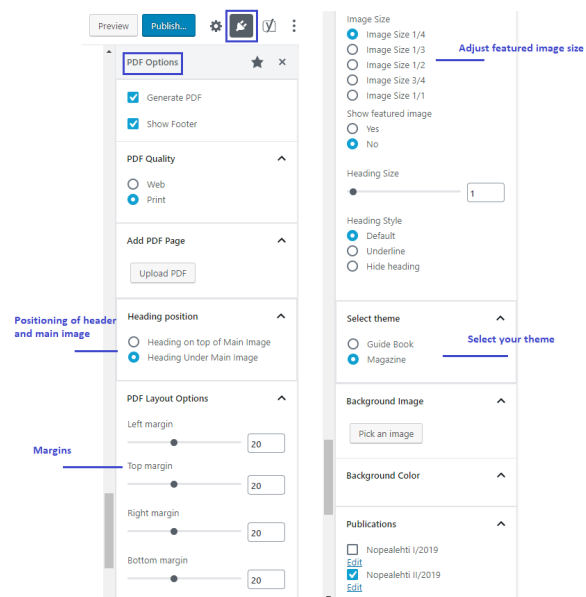 Preview
Publish...
PDF Options
Generate PDF
Show Footer
PDF Quality
Web
Print
Add PDF Page
Upload PDF
Positioning of header
and main image
Heading position
Heading on top of Main Image
Heading Under Main Image
PDF Layout Options
Left margin
20
Margins
Top margin
20
Right margin
20
Bottom margin
20
Image Size
Image Size 1/4
Image Size 1/3
Image Size 1/2
Image Size 3/4
Image Size 1/1
Adjust featured image size
Show featured image
Yes
No
Heading Size
1
Heading Style
Default
Underline
Hide heading
Select theme
Guide Book
Magazine
Select your theme
Background Image
Pick an image
Background Color
Publications
Nopealehti I/2019
Edit
Nopealehti II/2019
Edit